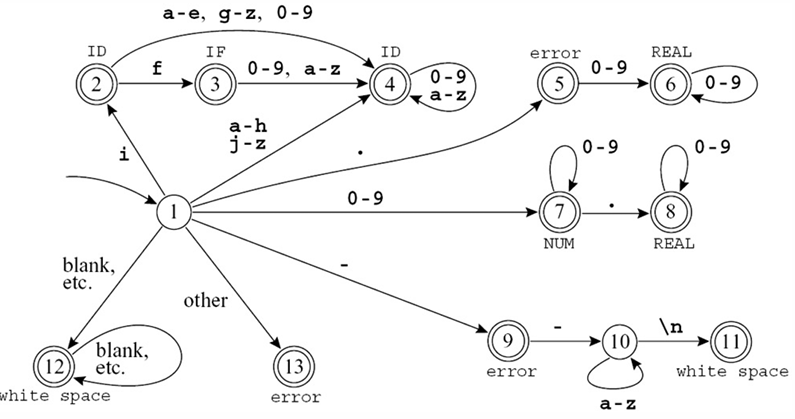 a-e, g-z, 0-9
ID
IF
ID
error
REAL
2
f
3
0-9, a-z
4
0-9
a-z
5
0-9
6
0-9
a-h
j-z
i
.
0-9
0-9
1
0-9
7
.
8
NUM
REAL
blank,
etc.
-
other
12
blank,
etc.
13
9
-
10
\n
11
white space
error
error
white space
a-z